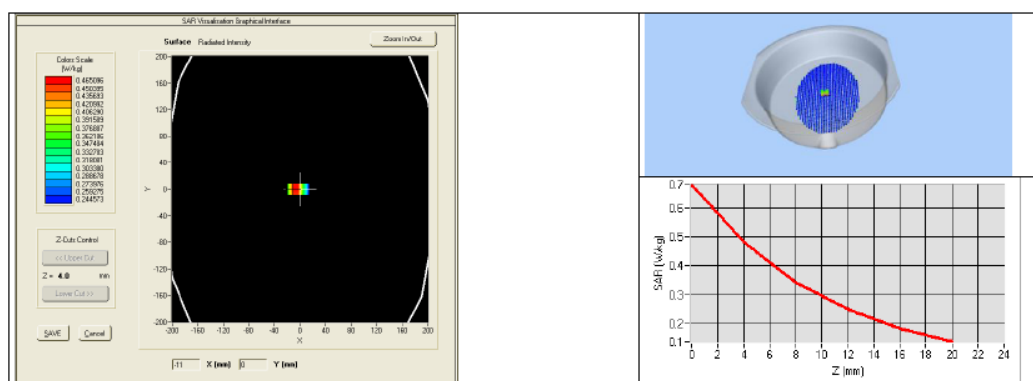 SAR Visualisation Graphical Interface
Surface Radiated Intensity
Zoom In/Out
Colors Scale
(W/kg)
0.465096
0.450395
0.435693
0.420992
0.406290
0.391589
0.376887
0.362186
0.347484
0.332783
0.318081
0.303380
0.288678
0.273976
0.259275
0.244573
Z-Cuts Control
<< Upper Cut
Z = 4.0 mm
Lower Cut >>
SAVE Cancel
200
160
120
80
40
0
-40
-80
-120
-160
-200
Y
-200 -160 -120 -80 -40 0 40 80 120 160 200
X
-11 X (mm) 0 Y (mm)
0.7
0.6
0.5
0.4
0.3
0.2
0.1
SAR (W/kg)
0 2 4 6 8 10 12 14 16 18 20 22 24
Z (mm)